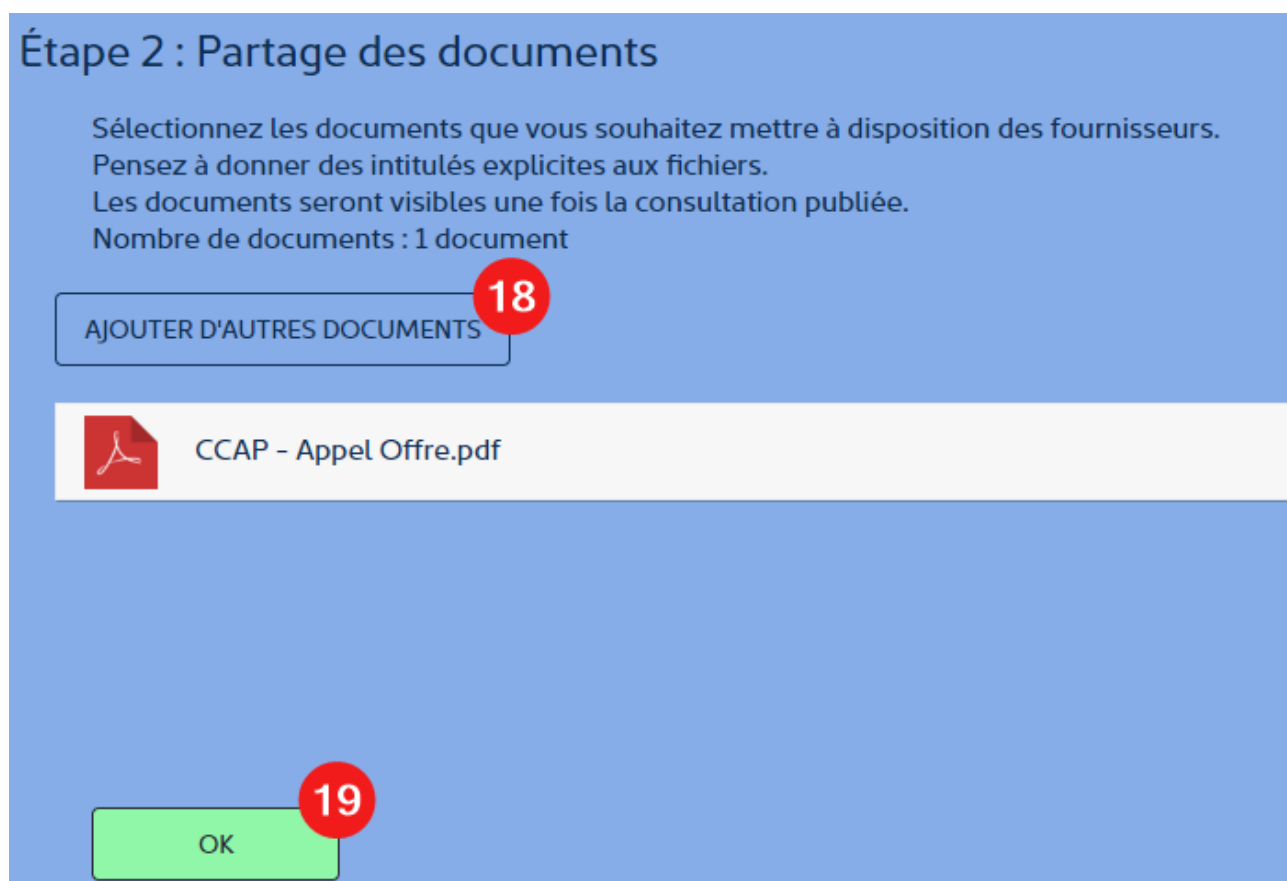 Étape 2 : Partage des documents
Sélectionnez les documents que vous souhaitez mettre à disposition des fournisseurs.
Pensez à donner des intitulés explicites aux fichiers.
Les documents seront visibles une fois la consultation publiée.
Nombre de documents : 1 document
18
AJOUTER D'AUTRES DOCUMENTS
CCAP - Appel Offre.pdf
19
OK